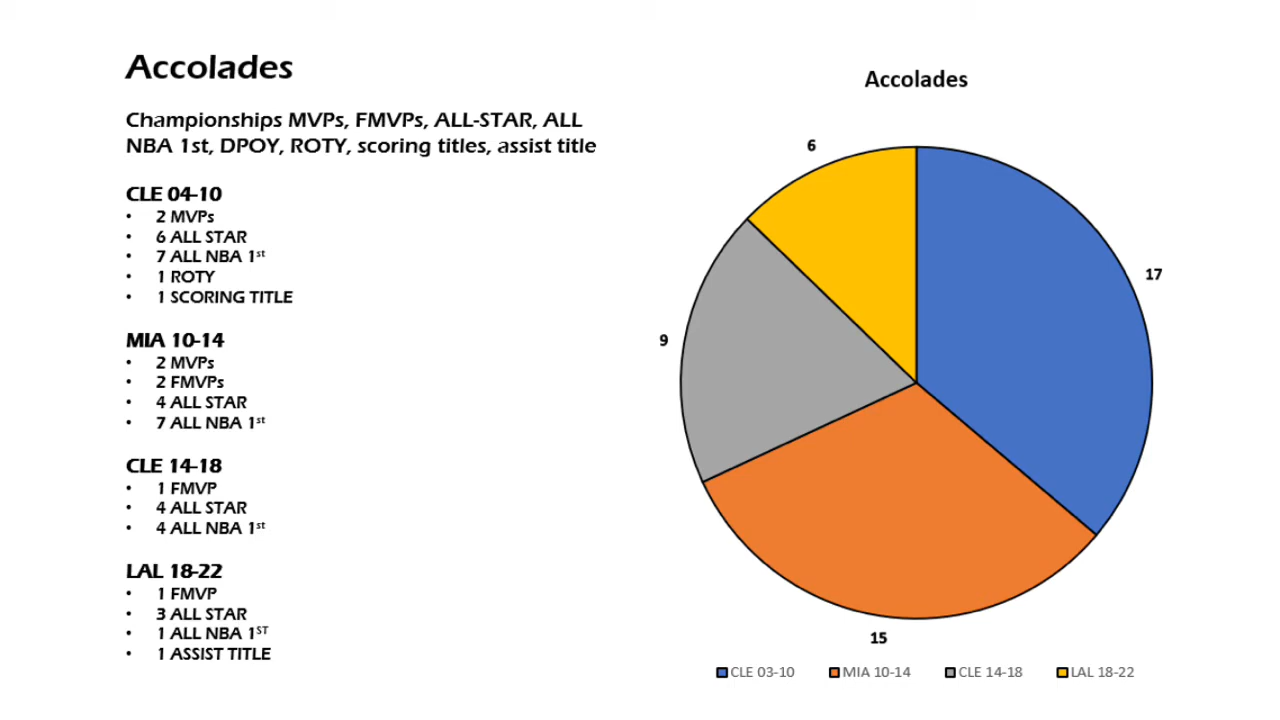 Accolades
Championships MVPs, FMVPs, ALL-STAR, ALL
NBA 1st, DPOY, ROTY, scoring titles, assist title
CLE 04-10
• 2 MVPs
• 6 ALL STAR
• 7 ALL NBA 1st
• 1 ROTY
• 1 SCORING TITLE
MIA 10-14
• 2 MVPs
• 2 FMVPs
• 4 ALL STAR
• 7 ALL NBA 1st
CLE 14-18
• 1 FMVP
• 4 ALL STAR
• 4 ALL NBA 1st
LAL 18-22
• 1 FMVP
• 3 ALL STAR
• 1 ALL NBA 1ST
• 1 ASSIST TITLE
Accolades
6
17
9
15
CLE 03-10 MIA 10-14 CLE 14-18 LAL 18-22